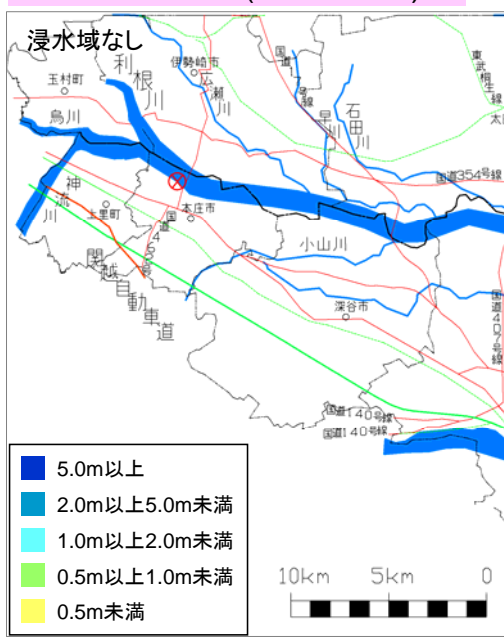 浸水域なし
玉村町
利根川
伊勢崎市
広瀬川
国道17号線
早川
石田川
東武桐生線
太
烏川
国道354号線
神流川
上里町
本庄市
国道462号
小山川
関越自動車道
深谷市
国道407号線
国道140号線
国道140号線
5.0m以上
2.0m以上5.0m未満
1.0m以上2.0m未満
0.5m以上1.0m未満
0.5m未満
10km 5km 0